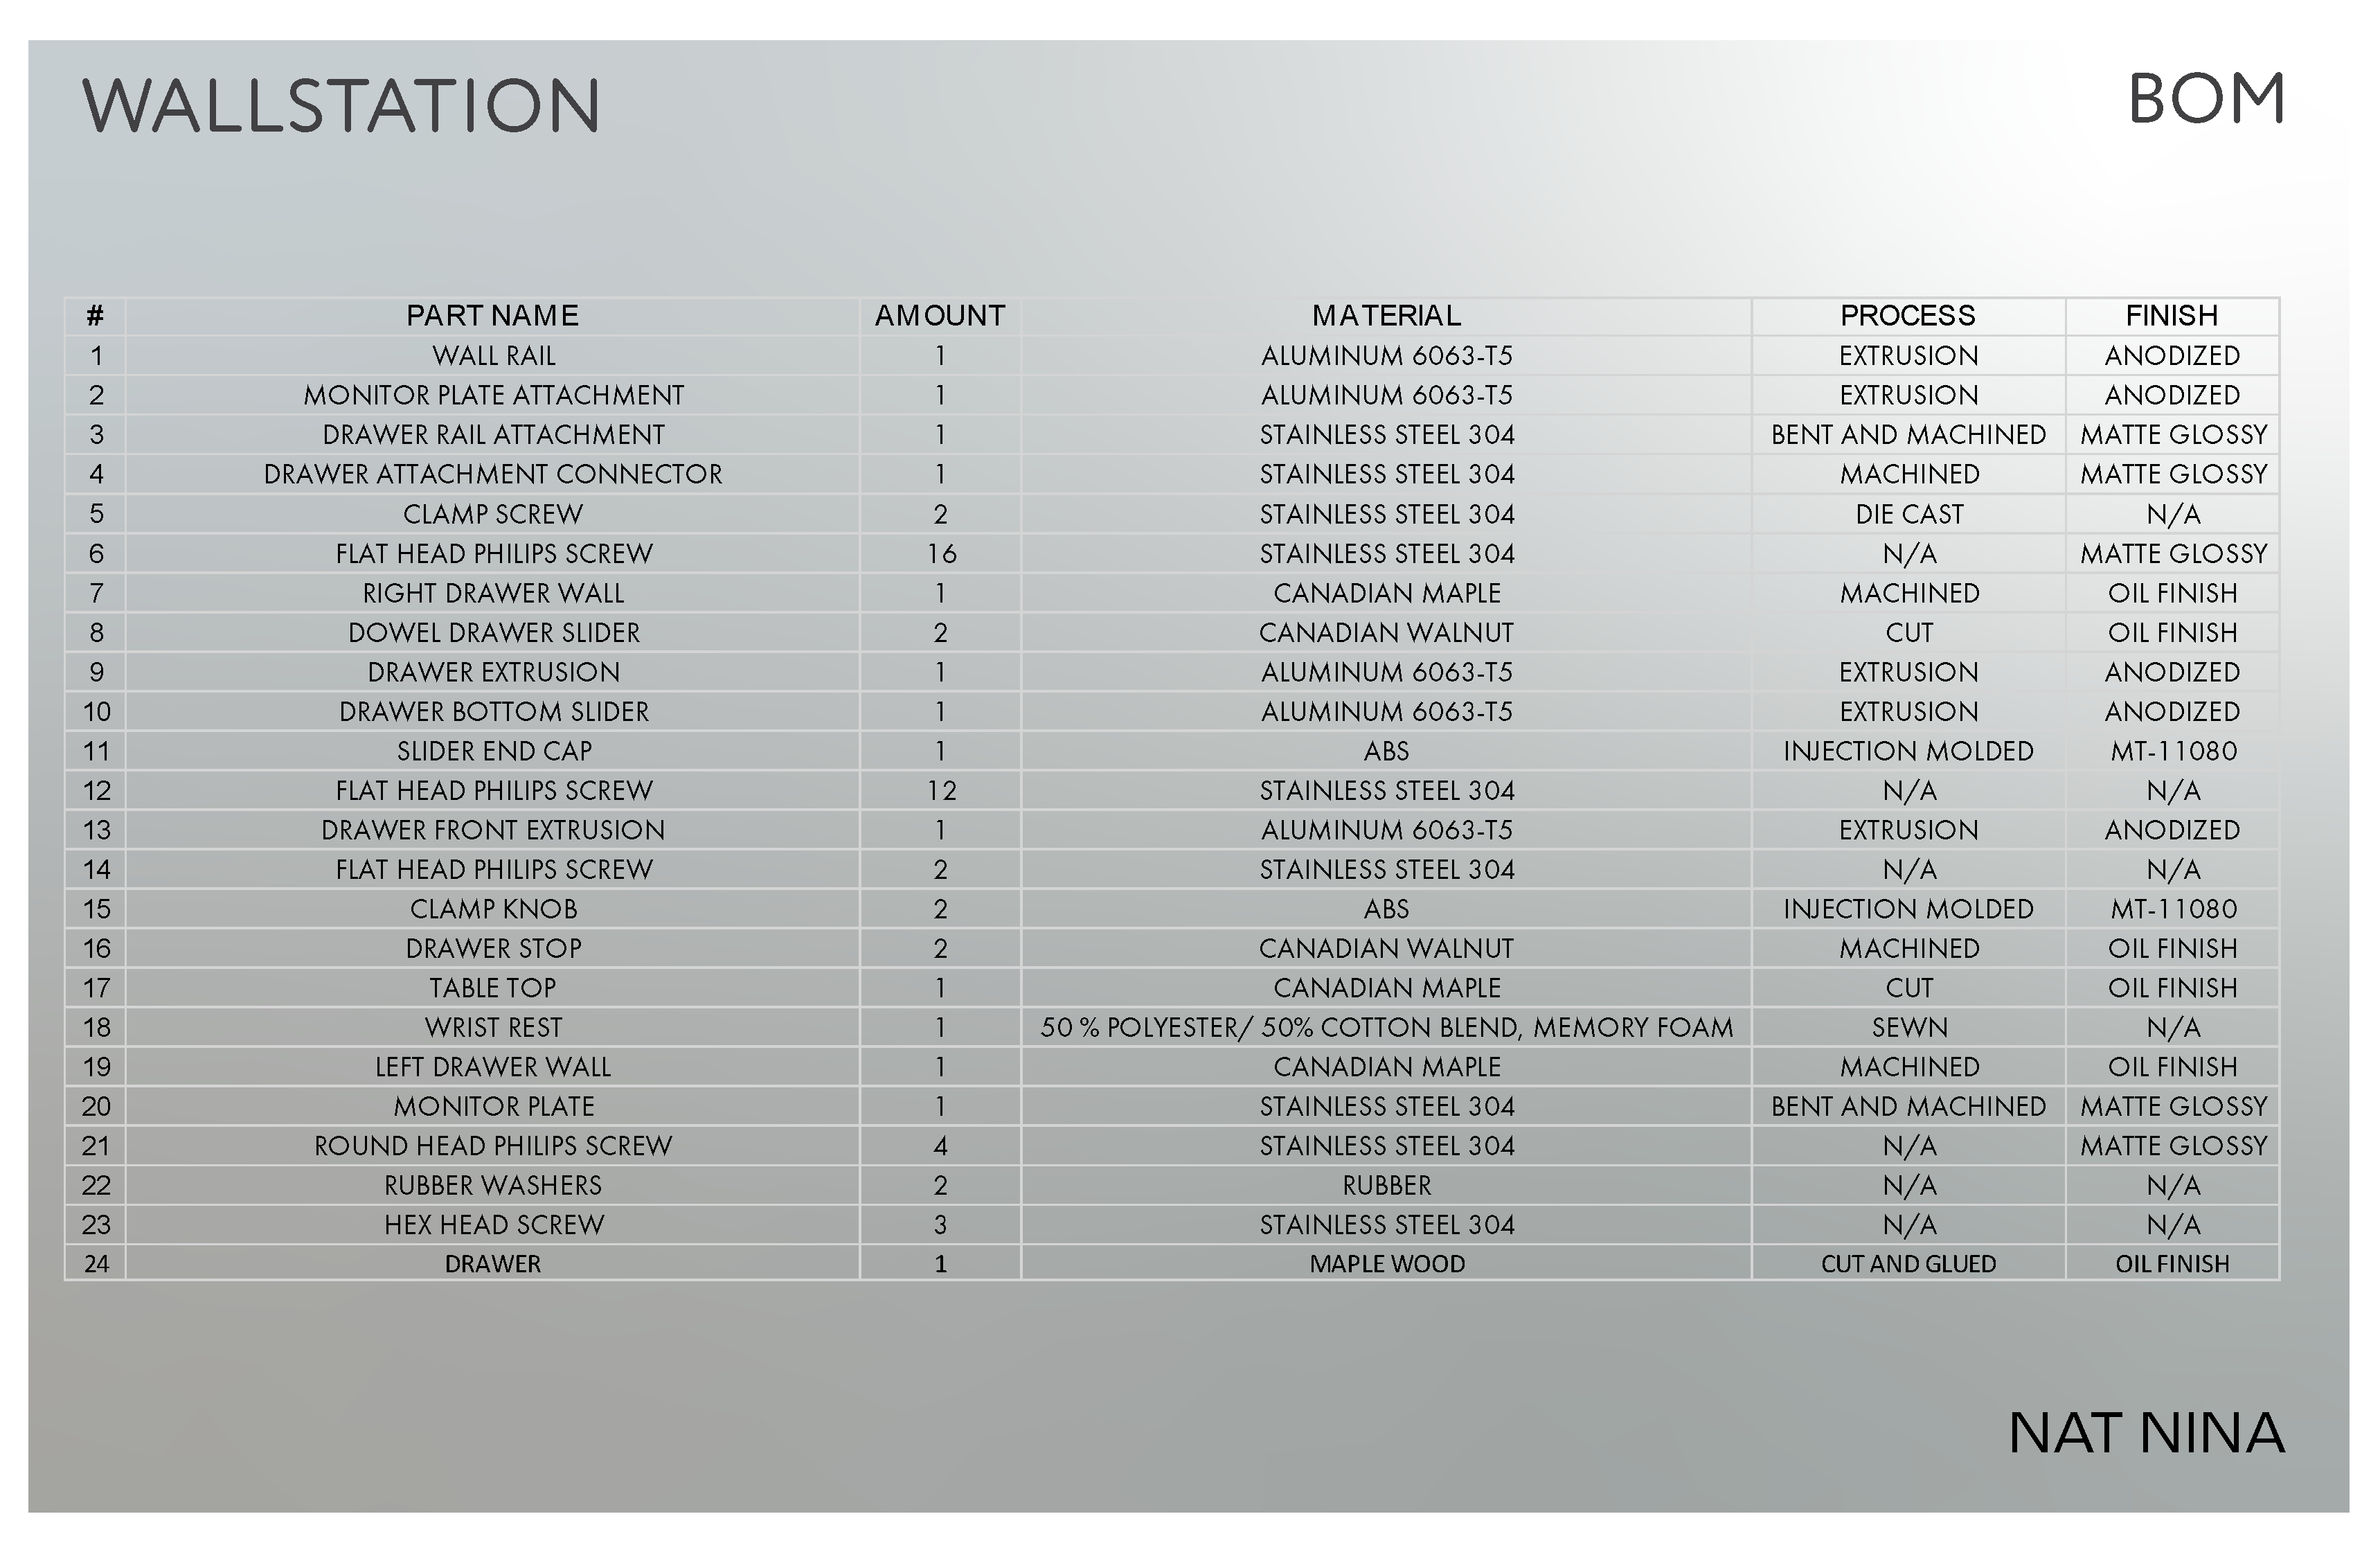 WALLSTATION BOM
# PART NAME AMOUNT MATERIAL PROCESS FINISH
1 WALL RAIL 1 ALUMINUM 6063-T5 EXTRUSION ANODIZED
2 MONITOR PLATE ATTACHMENT 1 ALUMINUM 6063-T5 EXTRUSION ANODIZED
3 DRAWER RAIL ATTACHMENT 1 STAINLESS STEEL 304 BENT AND MACHINED MATTE GLOSSY
4 DRAWER ATTACHMENT CONNECTOR 1 STAINLESS STEEL 304 MACHINED MATTE GLOSSY
5 CLAMP SCREW 2 STAINLESS STEEL 304 DIE CAST N/A
6 FLAT HEAD PHILIPS SCREW 16 STAINLESS STEEL 304 N/A MATTE GLOSSY
7 RIGHT DRAWER WALL 1 CANADIAN MAPLE MACHINED OIL FINISH
8 DOWEL DRAWER SLIDER 2 CANADIAN WALNUT CUT OIL FINISH
9 DRAWER EXTRUSION 1 ALUMINUM 6063-T5 EXTRUSION ANODIZED
10 DRAWER BOTTOM SLIDER 1 ALUMINUM 6063-T5 EXTRUSION ANODIZED
11 SLIDER END CAP 1 ABS INJECTION MOLDED MT-11080
12 FLAT HEAD PHILIPS SCREW 12 STAINLESS STEEL 304 N/A N/A
13 DRAWER FRONT EXTRUSION 1 ALUMINUM 6063-T5 EXTRUSION ANODIZED
14 FLAT HEAD PHILIPS SCREW 2 STAINLESS STEEL 304 N/A N/A
15 CLAMP KNOB 2 ABS INJECTION MOLDED MT-11080
16 DRAWER STOP 2 CANADIAN WALNUT MACHINED OIL FINISH
17 TABLE TOP 1 CANADIAN MAPLE CUT OIL FINISH
18 WRIST REST 1 50 % POLYESTER/ 50% COTTON BLEND, MEMORY FOAM SEWN N/A
19 LEFT DRAWER WALL 1 CANADIAN MAPLE MACHINED OIL FINISH
20 MONITOR PLATE 1 STAINLESS STEEL 304 BENT AND MACHINED MATTE GLOSSY
21 ROUND HEAD PHILIPS SCREW 4 STAINLESS STEEL 304 N/A MATTE GLOSSY
22 RUBBER WASHERS 2 RUBBER N/A N/A
23 HEX HEAD SCREW 3 STAINLESS STEEL 304 N/A N/A
24 DRAWER 1 MAPLE WOOD CUT AND GLUED OIL FINISH
NAT NINA